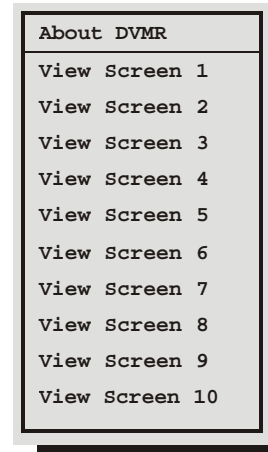 About DVMR
View Screen 1
View Screen 2
View Screen 3
View Screen 4
View Screen 5
View Screen 6
View Screen 7
View Screen 8
View Screen 9
View Screen 10